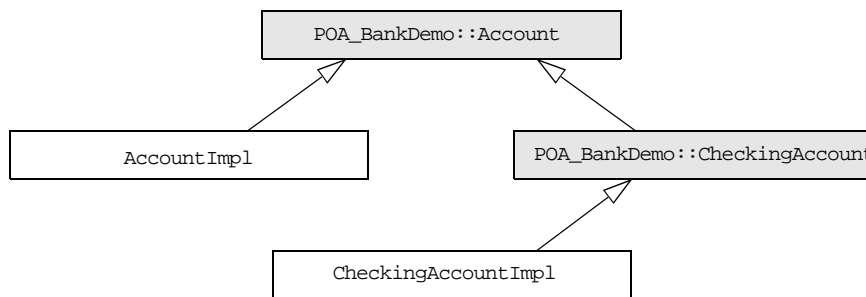 POA_BankDemo::Account
AccountImpl
POA_BankDemo::CheckingAccount
CheckingAccountImpl